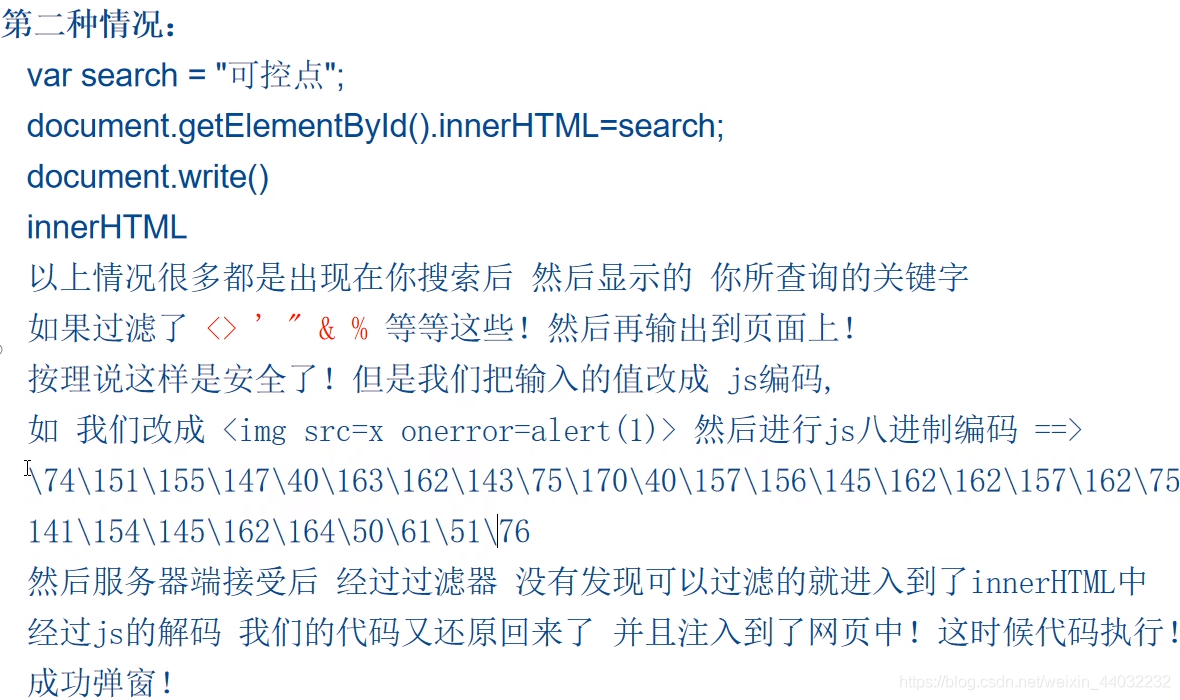 第二种情况：
var search = "可控点";
document.getElementById().innerHTML=search;
document.write()
innerHTML
以上情况很多都是出现在你搜索后 然后显示的 你所查询的关键字
如果过滤了 <> ' " & % 等等这些！然后再输出到页面上！
按理说这样是安全了！但是我们把输入的值改成 js编码,
如 我们改成 <img src=x onerror=alert(1)> 然后进行js八进制编码 ==>
\74\151\155\147\40\163\162\143\75\170\40\157\156\145\162\162\157\162\75
141\154\145\162\164\50\61\51\76
然后服务器端接受后 经过过滤器 没有发现可以过滤的就进入到了innerHTML中
经过js的解码 我们的代码又还原回来了 并且注入到了网页中！这时候代码执行！
成功弹窗！
https://blog.csdn.net/weixin_44032232